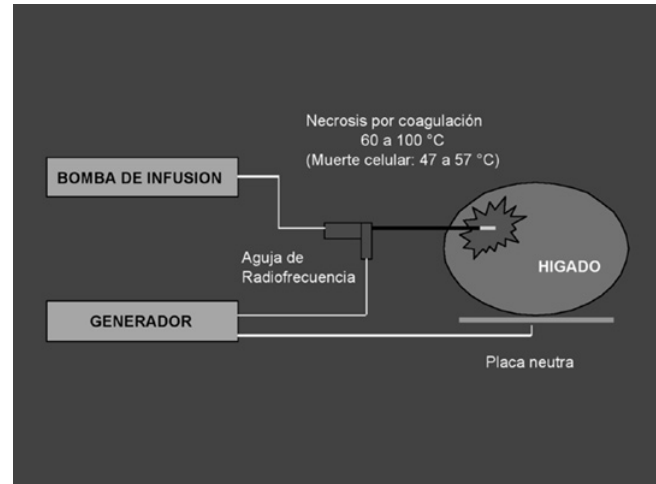 Necrosis por coagulación
60 a 100 °C
(Muerte celular: 47 a 57 °C)
BOMBA DE INFUSION
Aguja de
Radiofrecuencia
HIGADO
GENERADOR
Placa neutra